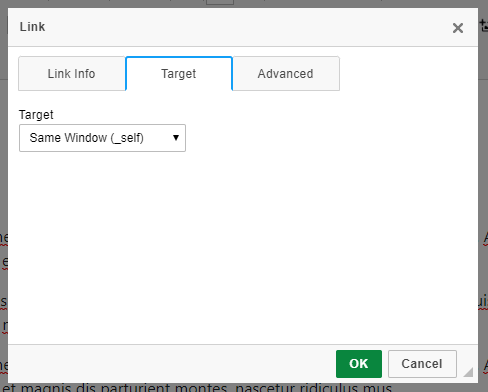 Link
Link Info
Target
Advanced
Target
Same Window (_self)
OK
Cancel
et magnis dis parturient montes, nascetur ridiculus mus